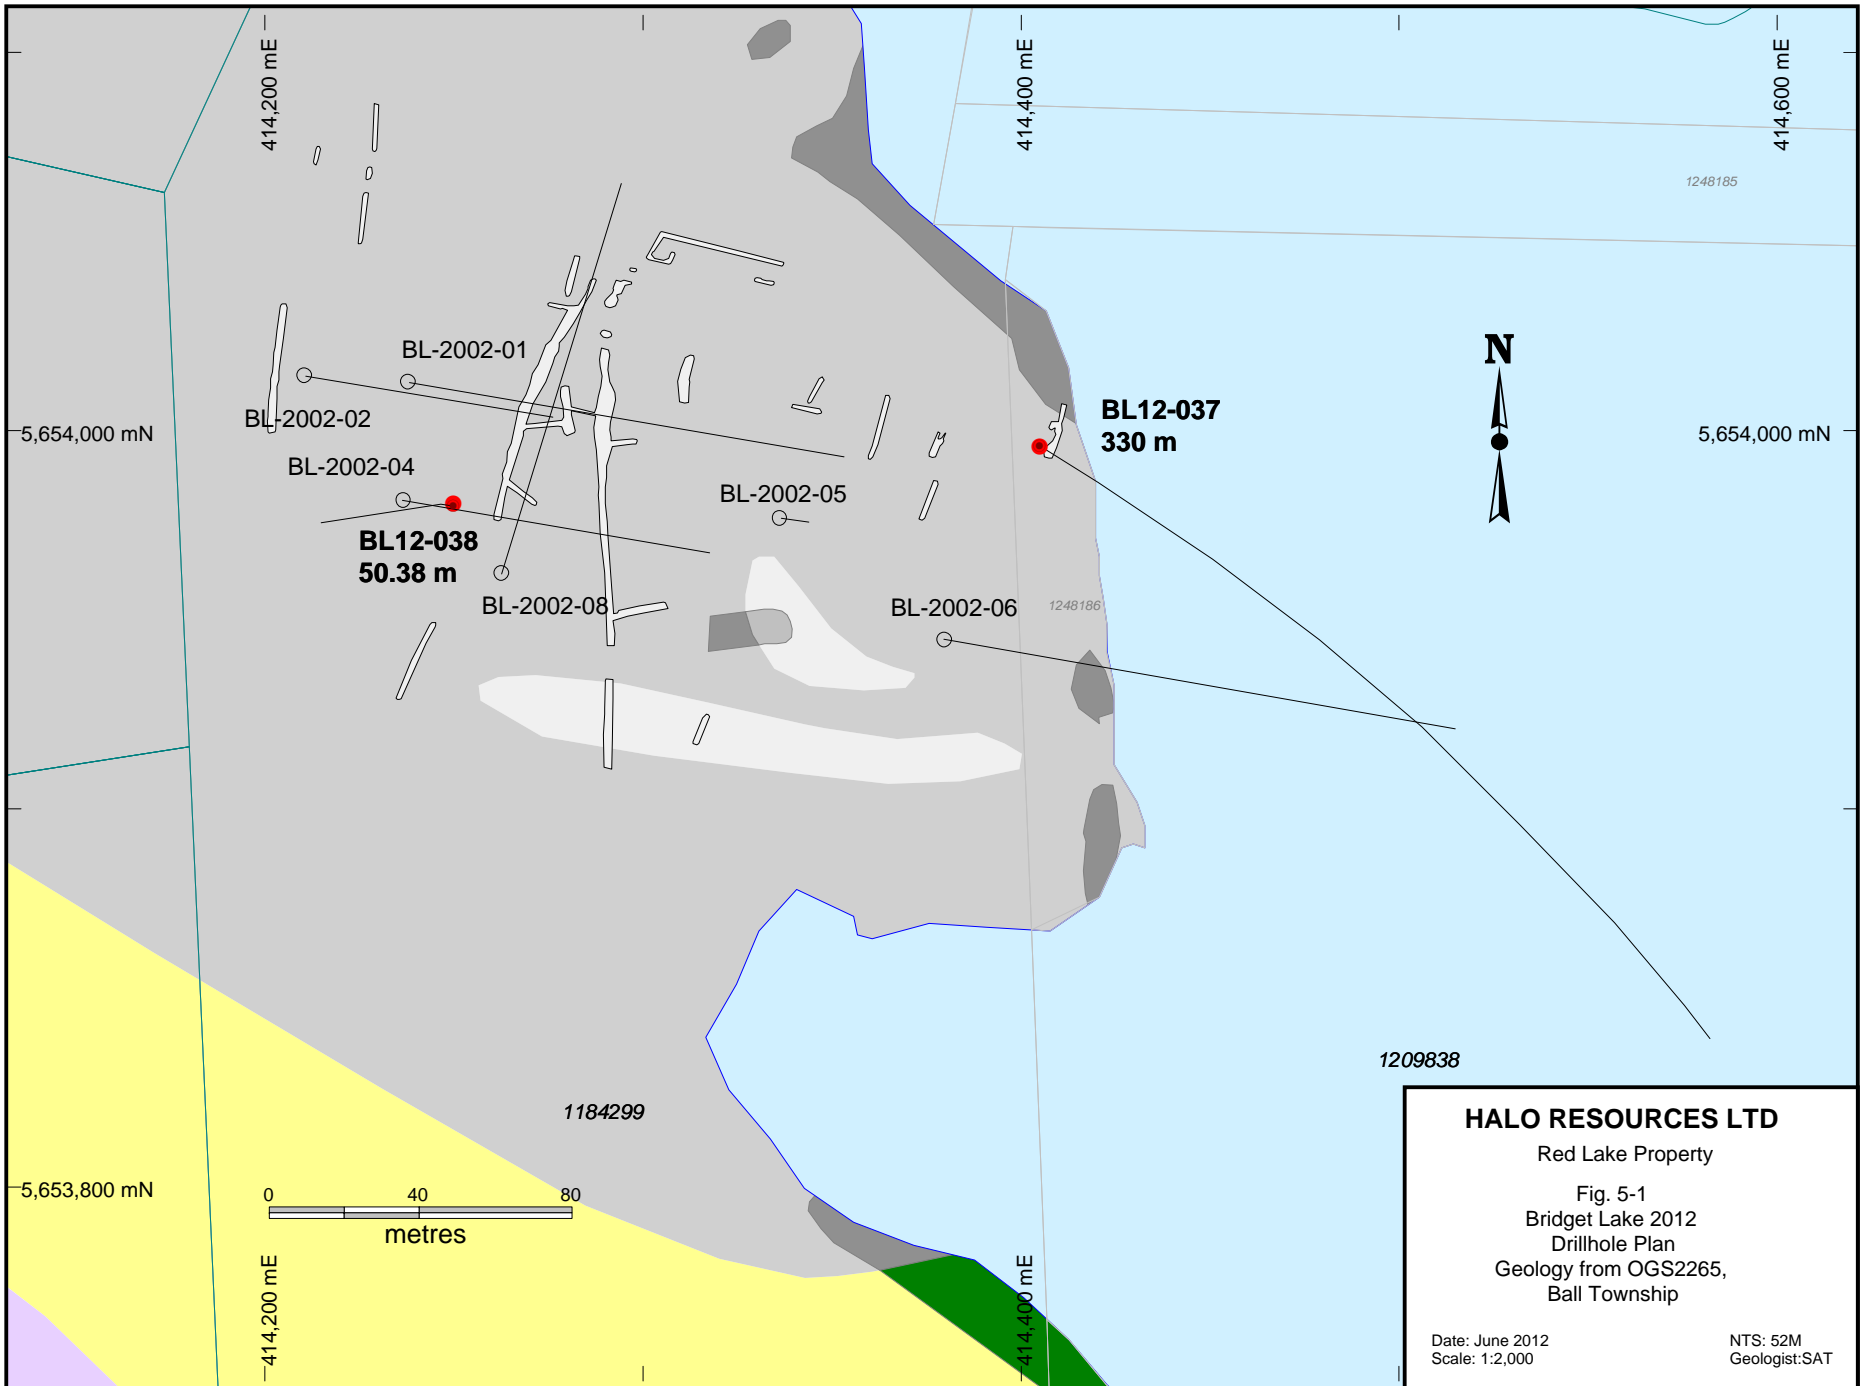 414,200 mE
414,400 mE
414,600 mE
1248185
N
BL-2002-01
BL-2002-02
5,654,000 mN
BL12-037
330 m
5,654,000 mN
BL-2002-04
BL-2002-05
BL12-038
50.38 m
BL-2002-08
BL-2002-06
1248186
1209838
1184299
5,653,800 mN
0 40 80
metres
414,200 mE
414,400 mE
HALO RESOURCES LTD
Red Lake Property
Fig. 5-1
Bridget Lake 2012
Drillhole Plan
Geology from OGS2265,
Ball Township
Date: June 2012
NTS: 52M
Scale: 1:2,000
Geologist:SAT